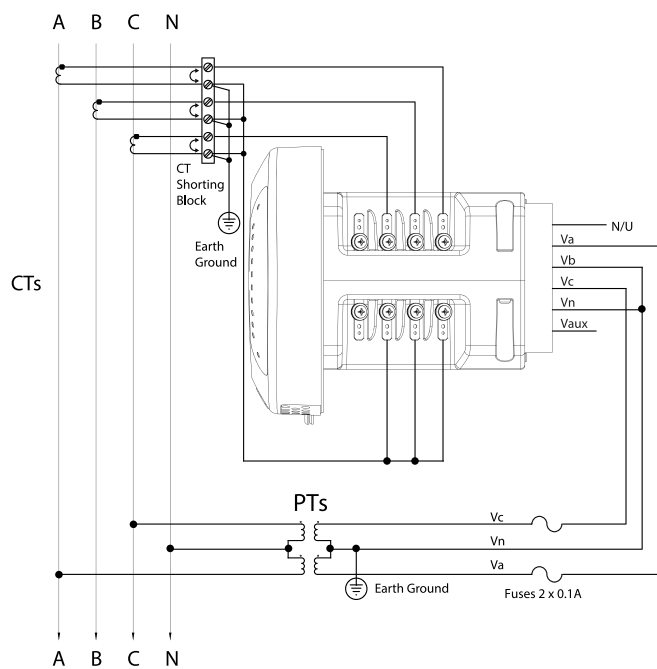 A B C N
CT
Shorting
Block
Earth
Ground
CTs
N/U
Va
Vb
Vc
Vn
Vaux
PTs
Vc
Vn
Va
Earth Ground
Fuses 2 x 0.1A
A B C N